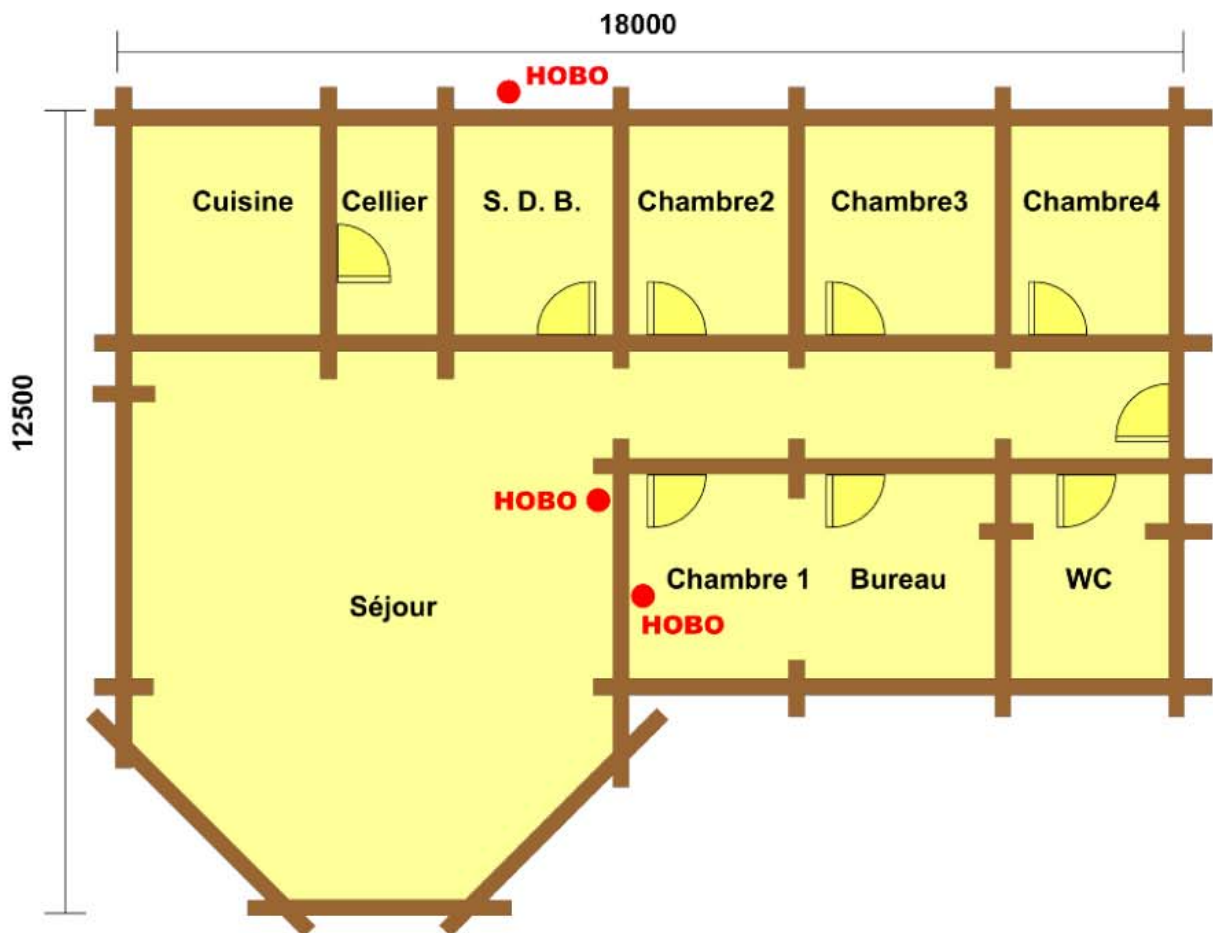 18000
HOBO
Cuisine
Cellier
S. D. B.
Chambre2
Chambre3
Chambre4
12500
HOBO
Chambre 1
Bureau
WC
Séjour
HOBO